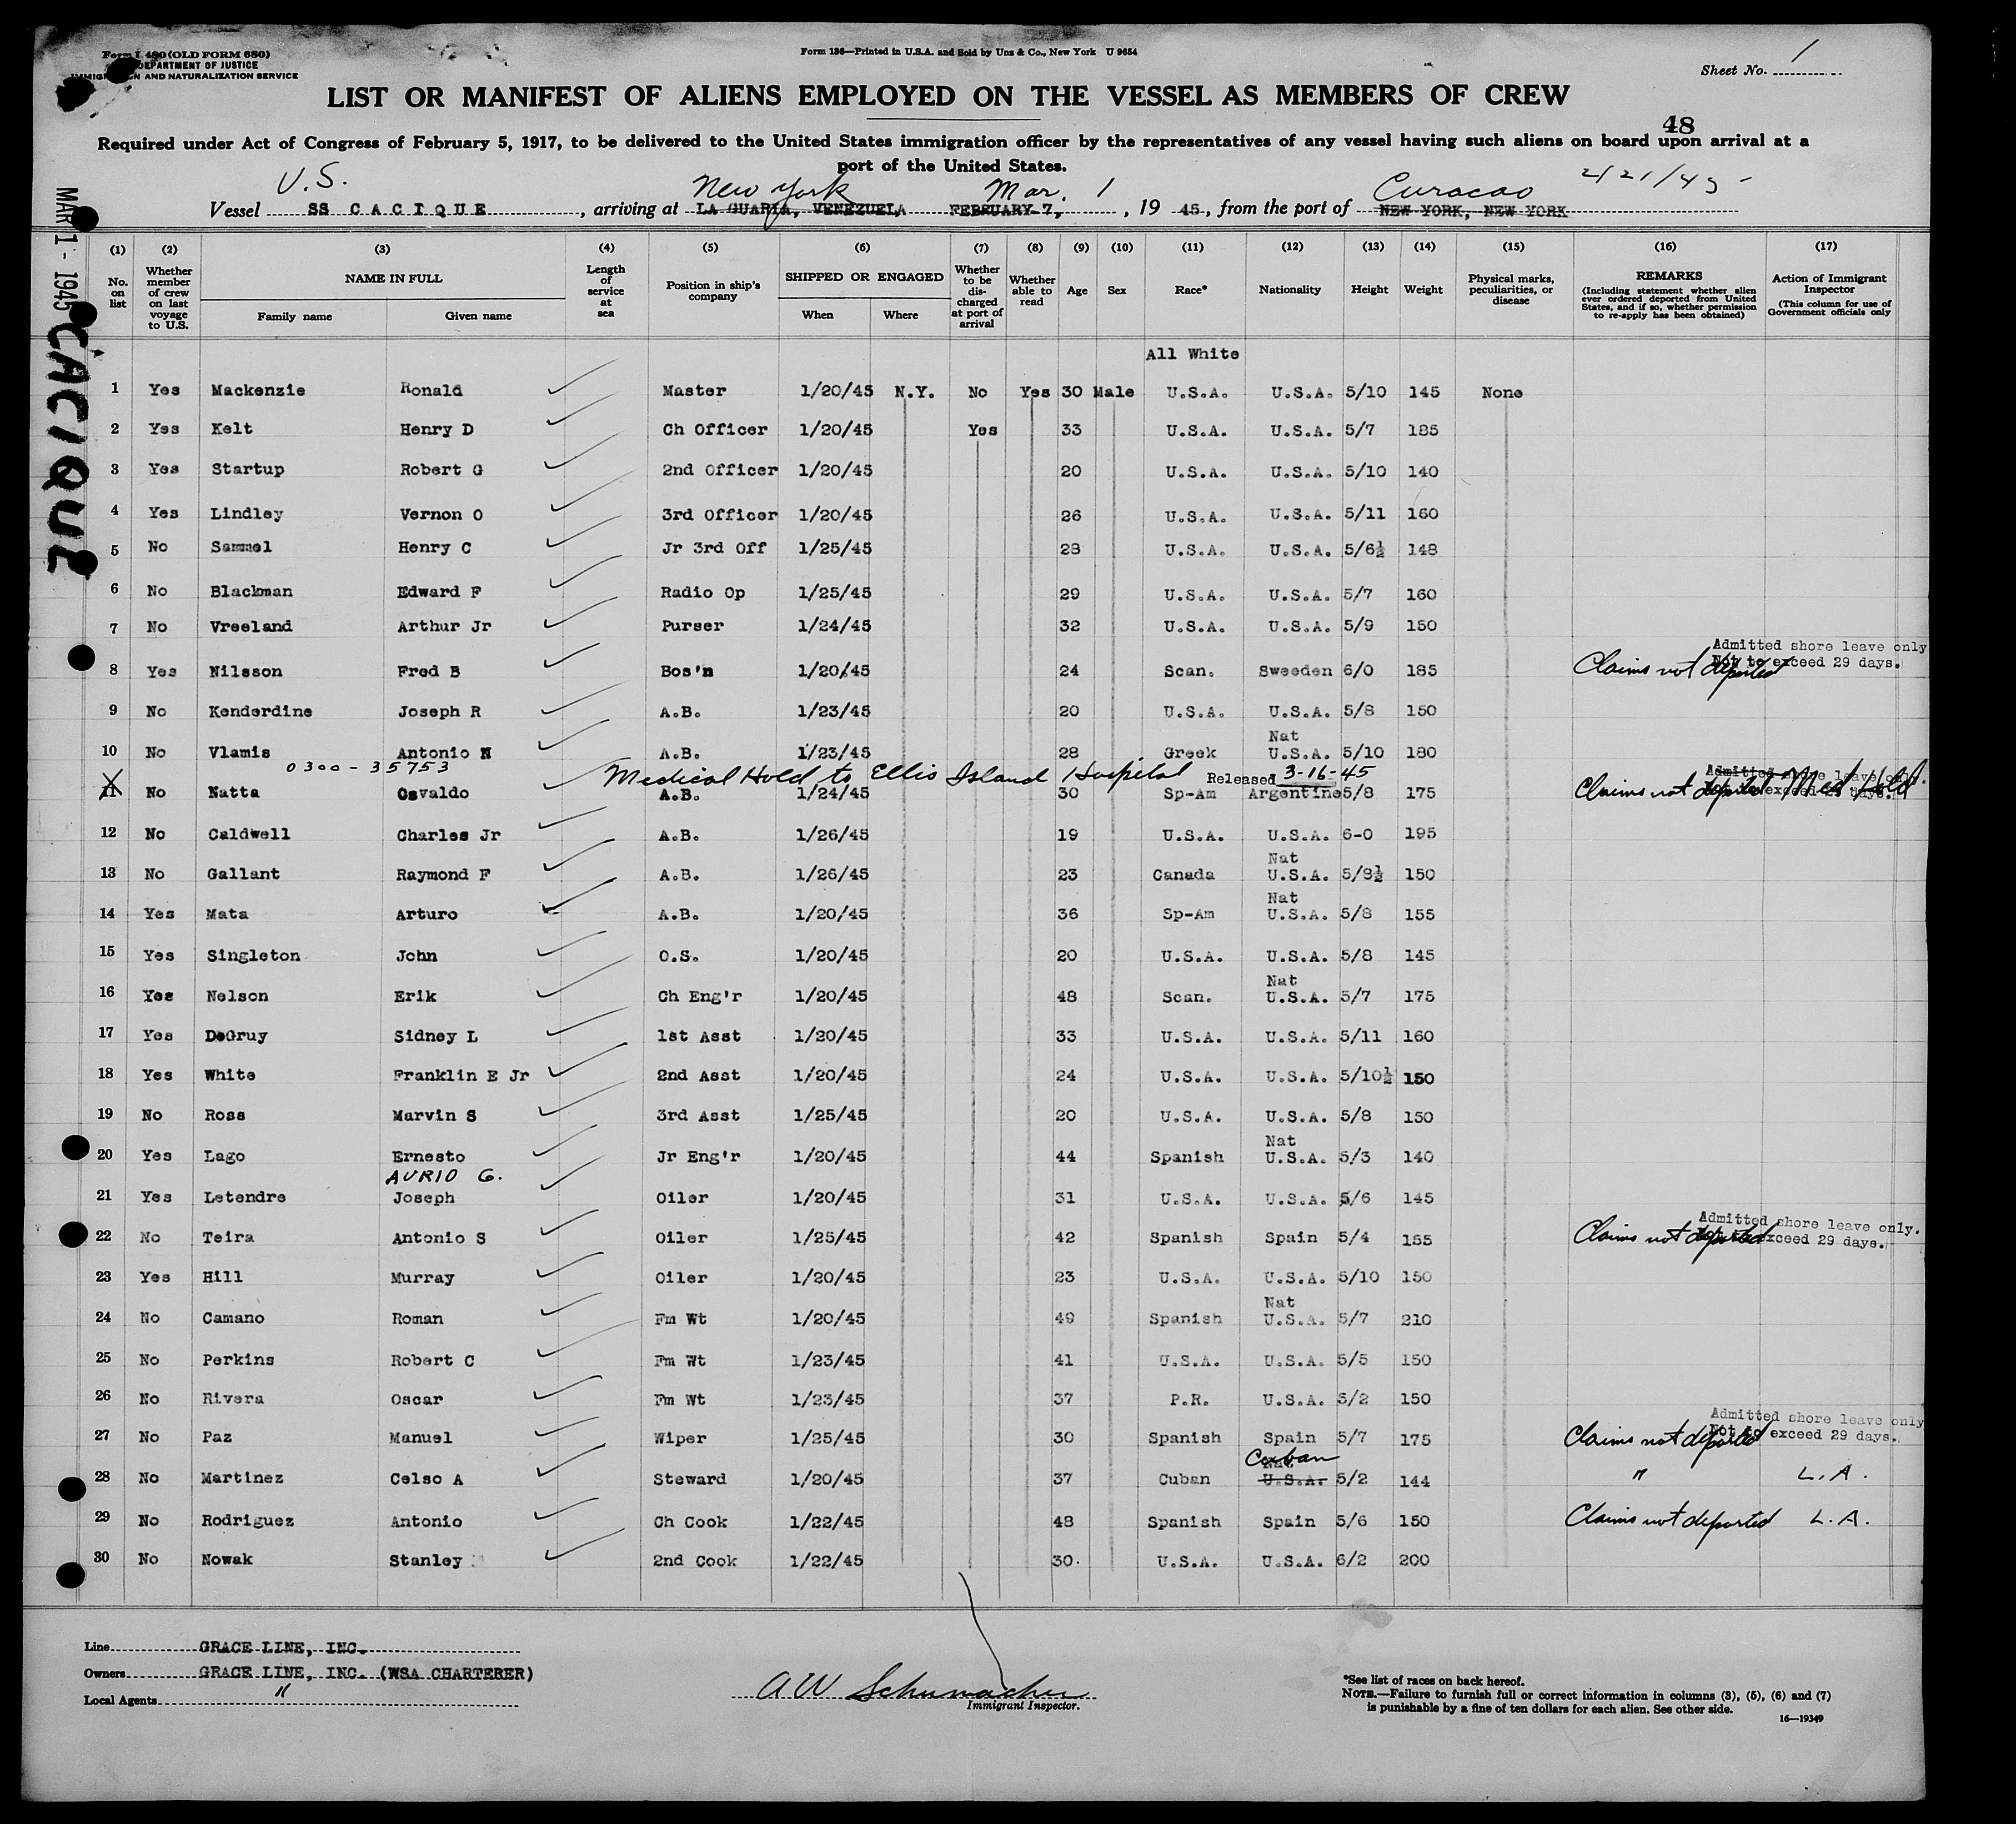 Form I 480 (OLD FORM 680)
DEPARTMENT OF JUSTICE
IMMIGRATION AND NATURALIZATION SERVICE
Form 136—Printed in U.S.A. and Sold by Unz & Co., New York U 9654
Sheet No. 1
LIST OR MANIFEST OF ALIENS EMPLOYED ON THE VESSEL AS MEMBERS OF CREW
48
Required under Act of Congress of February 5, 1917, to be delivered to the United States immigration officer by the representatives of any vessel having such aliens on board upon arrival at a
port of the United States.
U.S. New York Mar. 1 Curacao 2/21/45
Vessel SS CACIQUE, arriving at LA GUARIA, VENEZUELA FEBRUARY 7, 19 45, from the port of NEW YORK, NEW YORK
MAR 1 - 1945
CACIQUE
(1) (2) (3) (4) (5) (6) (7) (8) (9) (10) (11) (12) (13) (14) (15) (16) (17)
No. on list
Whether member of crew on last voyage to U.S.
NAME IN FULL
Family name Given name
Length of service at sea
Position in ship's company
SHIPPED OR ENGAGED
When Where
Whether to be discharged at port of arrival
Whether able to read
Age
Sex
Race*
Nationality
Height
Weight
Physical marks, peculiarities, or disease
REMARKS
(Including statement whether alien ever ordered deported from United States, and if so, whether permission to re-apply has been obtained)
Action of Immigrant Inspector
(This column for use of Government officials only)
All White
1 Yes Mackenzie Ronald Master 1/20/45 N.Y. No Yes 30 Male U.S.A. U.S.A. 5/10 145 None
2 Yes Kelt Henry D Ch Officer 1/20/45 Yes 33 U.S.A. U.S.A. 5/7 185
3 Yes Startup Robert G 2nd Officer 1/20/45 20 U.S.A. U.S.A. 5/10 140
4 Yes Lindley Vernon O 3rd Officer 1/20/45 26 U.S.A. U.S.A. 5/11 160
5 No Sammel Henry C Jr 3rd Off 1/25/45 28 U.S.A. U.S.A. 5/6½ 148
6 No Blackman Edward F Radio Op 1/25/45 29 U.S.A. U.S.A. 5/7 160
7 No Vreeland Arthur Jr Purser 1/24/45 32 U.S.A. U.S.A. 5/9 150
Admitted shore leave only
Not to exceed 29 days.
8 Yes Nilsson Fred B Bos'n 1/20/45 24 Scan. Sweeden 6/0 185 Claims not deported
9 No Kenderdine Joseph R A.B. 1/23/45 20 U.S.A. U.S.A. 5/8 150
Nat
10 No Vlamis Antonio N A.B. 1/23/45 28 Greek U.S.A. 5/10 180
0300-35753 Medical Hold to Ellis Island Hospital Released 3-16-45
Admitted shore leave only.
11 No Natta Osvaldo A.B. 1/24/45 30 Sp-Am Argentine 5/8 175 Claims not deported Med Hold.
12 No Caldwell Charles Jr A.B. 1/26/45 19 U.S.A. U.S.A. 6-0 195
Nat
13 No Gallant Raymond F A.B. 1/26/45 23 Canada U.S.A. 5/8½ 150
Nat
14 Yes Mata Arturo A.B. 1/20/45 36 Sp-Am U.S.A. 5/8 155
15 Yes Singleton John O.S. 1/20/45 20 U.S.A. U.S.A. 5/8 145
Nat
16 Yes Nelson Erik Ch Eng'r 1/20/45 48 Scan. U.S.A. 5/7 175
17 Yes DeGruy Sidney L 1st Asst 1/20/45 33 U.S.A. U.S.A. 5/11 160
18 Yes White Franklin E Jr 2nd Asst 1/20/45 24 U.S.A. U.S.A. 5/10½ 150
19 No Ross Marvin S 3rd Asst 1/25/45 20 U.S.A. U.S.A. 5/8 150
Nat
20 Yes Lago Ernesto Jr Eng'r 1/20/45 44 Spanish U.S.A. 5/3 140
AURIO G.
21 Yes Letendre Joseph Oiler 1/20/45 31 U.S.A. U.S.A. 5/6 145
Admitted shore leave only.
22 No Teira Antonio S Oiler 1/25/45 42 Spanish Spain 5/4 155 Claims not deported exceed 29 days.
23 Yes Hill Murray Oiler 1/20/45 23 U.S.A. U.S.A. 5/10 150
Nat
24 No Camano Roman Fm Wt 1/20/45 49 Spanish U.S.A. 5/7 210
25 No Perkins Robert C Fm Wt 1/23/45 41 U.S.A. U.S.A. 5/5 150
26 No Rivera Oscar Fm Wt 1/23/45 37 P.R. U.S.A. 5/2 150
Admitted shore leave only
Not to exceed 29 days.
27 No Paz Manuel Wiper 1/25/45 30 Spanish Spain 5/7 175 Claims not deported
Cuban
Nat
28 No Martinez Celso A Steward 1/20/45 37 Cuban U.S.A. 5/2 144 " L.A.
29 No Rodriguez Antonio Ch Cook 1/22/45 48 Spanish Spain 5/6 150 Claims not deported L.A.
30 No Nowak Stanley 2nd Cook 1/22/45 30 U.S.A. U.S.A. 6/2 200
Line GRACE LINE, INC.
Owners GRACE LINE, INC. (WSA CHARTERER)
Local Agents "
A W Schumacher
Immigrant Inspector.
*See list of races on back hereof.
NOTE.—Failure to furnish full or correct information in columns (3), (5), (6) and (7)
is punishable by a fine of ten dollars for each alien. See other side.
16—19349